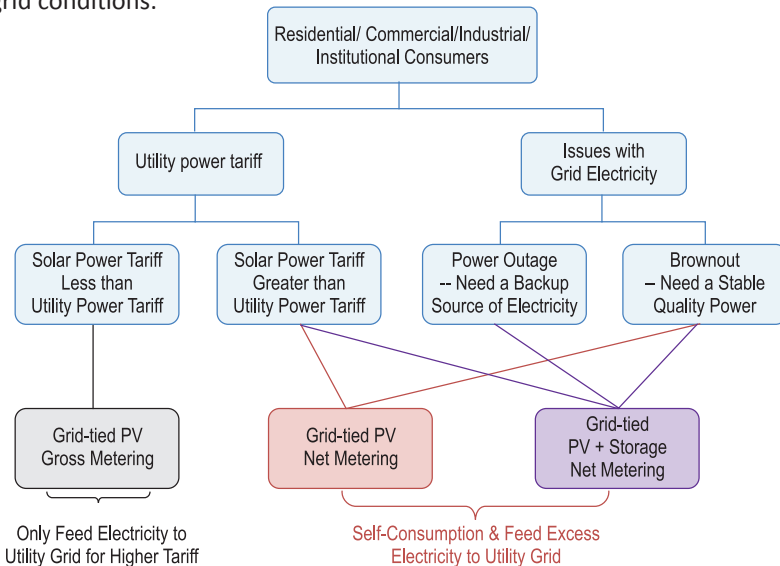 grid conditions.
Residential/ Commercial/Industrial/
Institutional Consumers
Utility power tariff
Issues with
Grid Electricity
Solar Power Tariff
Less than
Utility Power Tariff
Solar Power Tariff
Greater than
Utility Power Tariff
Power Outage
-- Need a Backup
Source of Electricity
Brownout
– Need a Stable
Quality Power
Grid-tied PV
Gross Metering
Grid-tied PV
Net Metering
Grid-tied
PV + Storage
Net Metering
Only Feed Electricity to
Utility Grid for Higher Tariff
Self-Consumption & Feed Excess
Electricity to Utility Grid